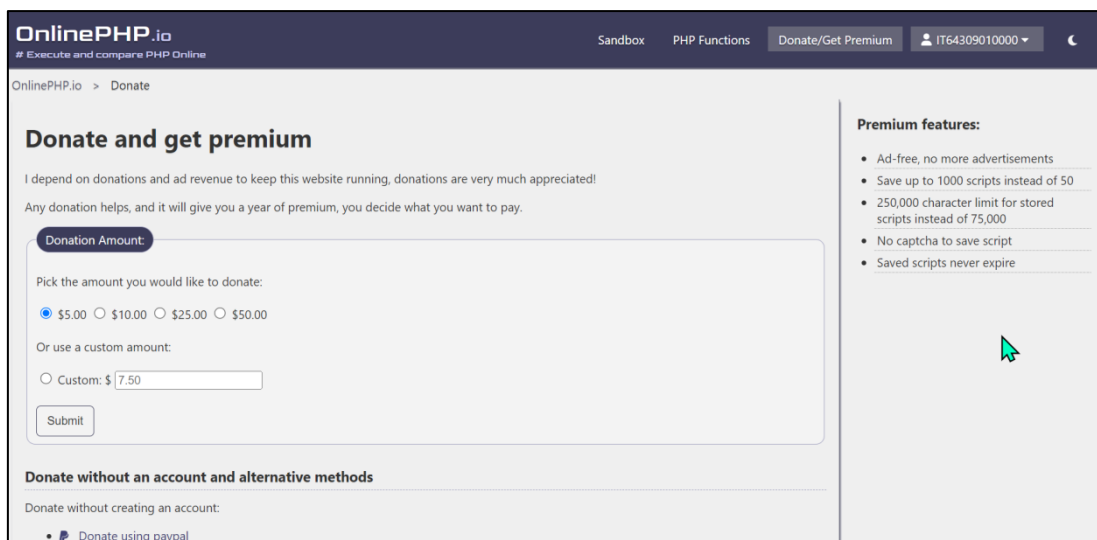 OnlinePHP.io
# Execute and compare PHP Online
Sandbox PHP Functions Donate/Get Premium IT64309010000
OnlinePHP.io > Donate
Donate and get premium
I depend on donations and ad revenue to keep this website running, donations are very much appreciated!
Any donation helps, and it will give you a year of premium, you decide what you want to pay.
Donation Amount:
Pick the amount you would like to donate:
$5.00 $10.00 $25.00 $50.00
Or use a custom amount:
Custom: $ 7.50
Submit
Donate without an account and alternative methods
Donate without creating an account:
• Donate using paypal
Premium features:
• Ad-free, no more advertisements
• Save up to 1000 scripts instead of 50
• 250,000 character limit for stored
scripts instead of 75,000
• No captcha to save script
• Saved scripts never expire